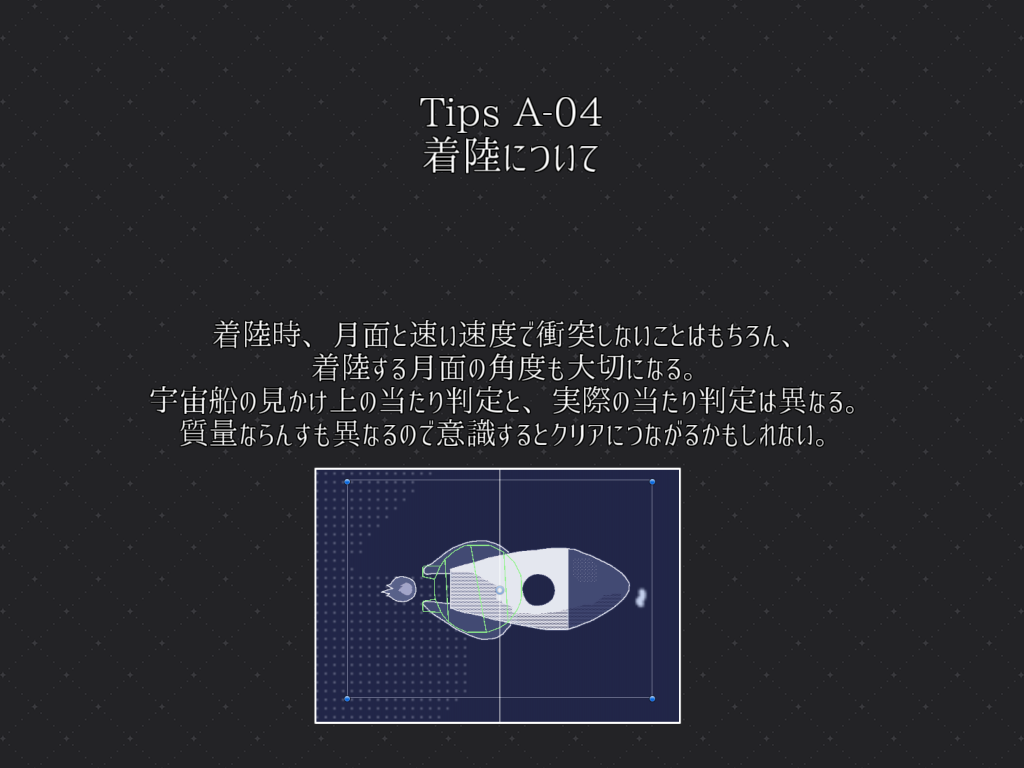 Tips A-04
着陸について
着陸時、月面と速い速度で衝突しないことはもちろん、
着陸する月面の角度も大切になる。
宇宙船の見かけ上の当たり判定と、実際の当たり判定は異なる。
質量ならんすも異なるので意識するとクリアにつながるかもしれない。